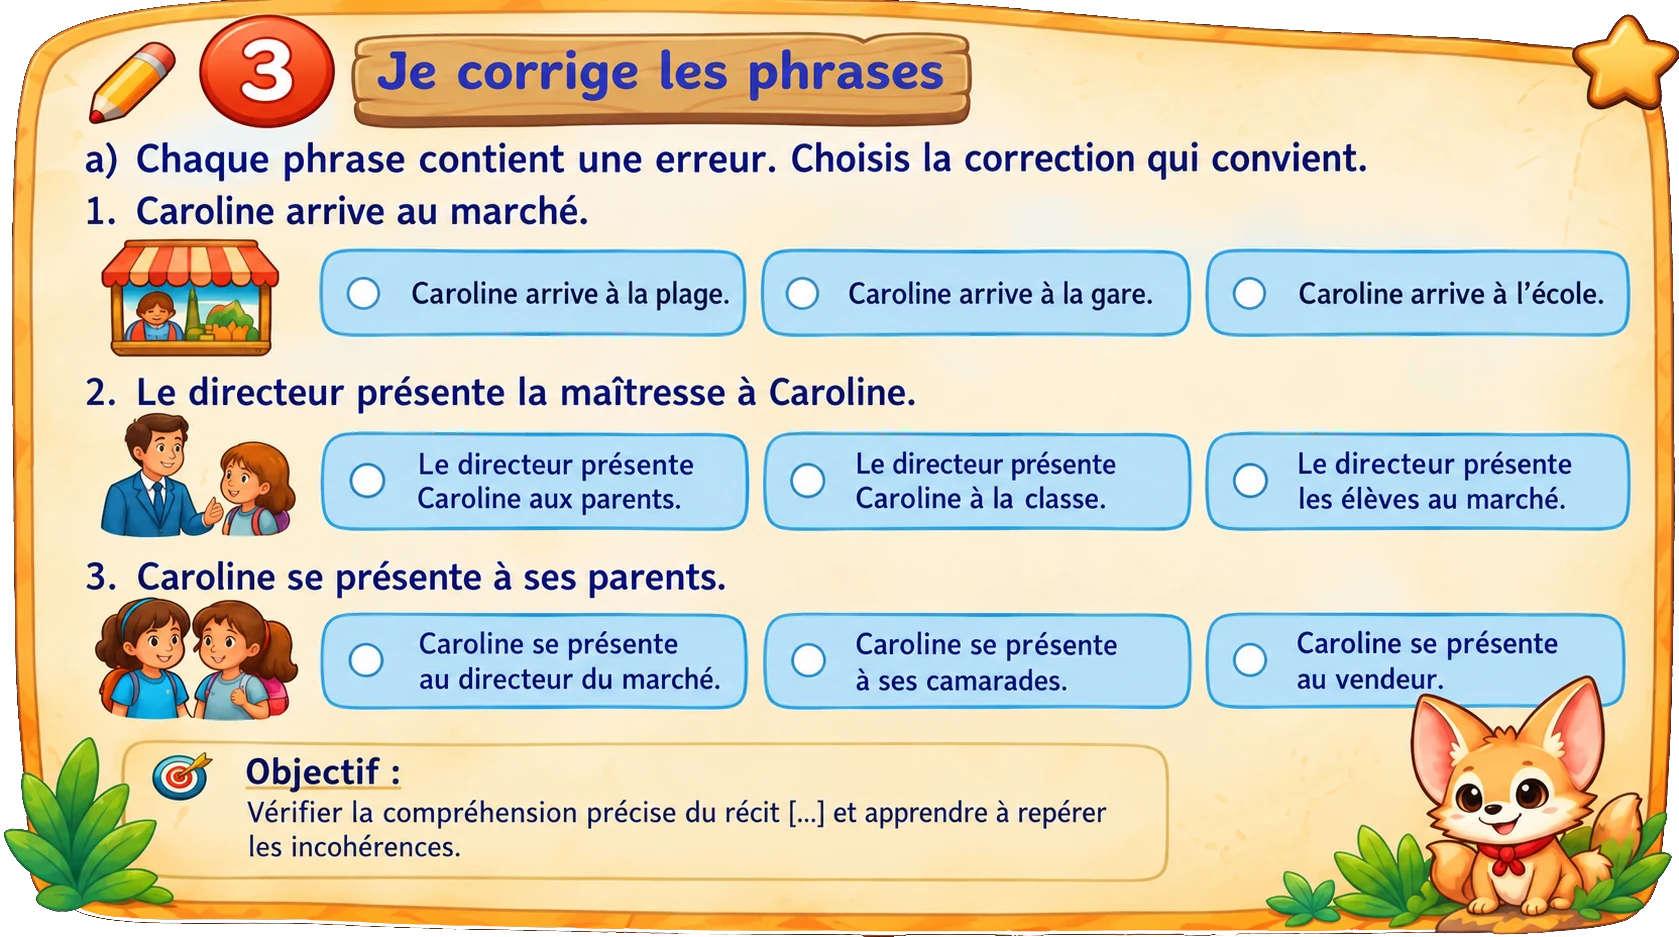 3 Je corrige les phrases
a) Chaque phrase contient une erreur. Choisis la correction qui convient.
1. Caroline arrive au marché.
Caroline arrive à la plage.
Caroline arrive à la gare.
Caroline arrive à l'école.
2. Le directeur présente la maîtresse à Caroline.
Le directeur présente
Caroline aux parents.
Le directeur présente
Caroline à la classe.
Le directeur présente
les élèves au marché.
3. Caroline se présente à ses parents.
Caroline se présente
au directeur du marché.
Caroline se présente
à ses camarades.
Caroline se présente
au vendeur.
Objectif :
Vérifier la compréhension précise du récit [...] et apprendre à repérer
les incohérences.